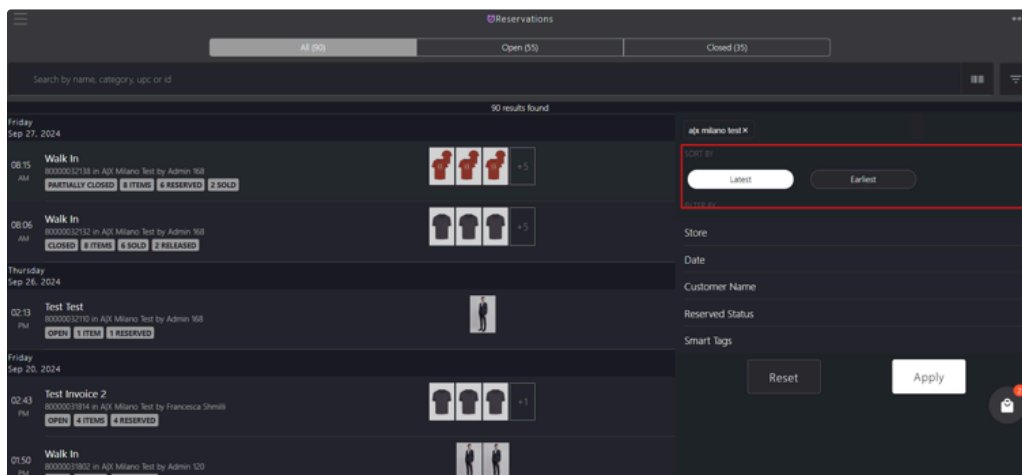 Reservations
All (90)
Open (55)
Closed (35)
Search by name, category, upc or id
90 results found
Friday
Sep 27, 2024
08:15
AM
Walk In
80000032138 in A|X Milano Test by Admin 168
PARTIALLY CLOSED 8 ITEMS 6 RESERVED 2 SOLD
+5
08:06
AM
Walk In
80000032132 in A|X Milano Test by Admin 168
CLOSED 8 ITEMS 6 SOLD 2 RELEASED
+5
Thursday
Sep 26, 2024
02:13
PM
Test Test
80000032110 in A|X Milano Test by Admin 168
OPEN 1 ITEM 1 RESERVED
Friday
Sep 20, 2024
02:43
PM
Test Invoice 2
80000031814 in A|X Milano Test by Francesca Shmilli
OPEN 4 ITEMS 4 RESERVED
+1
01:50
PM
Walk In
80000031802 in A|X Milano Test by Admin 120
a|x milano test ×
SORT BY
Latest
Earliest
FILTER BY
Store
Date
Customer Name
Reserved Status
Smart Tags
Reset
Apply
2